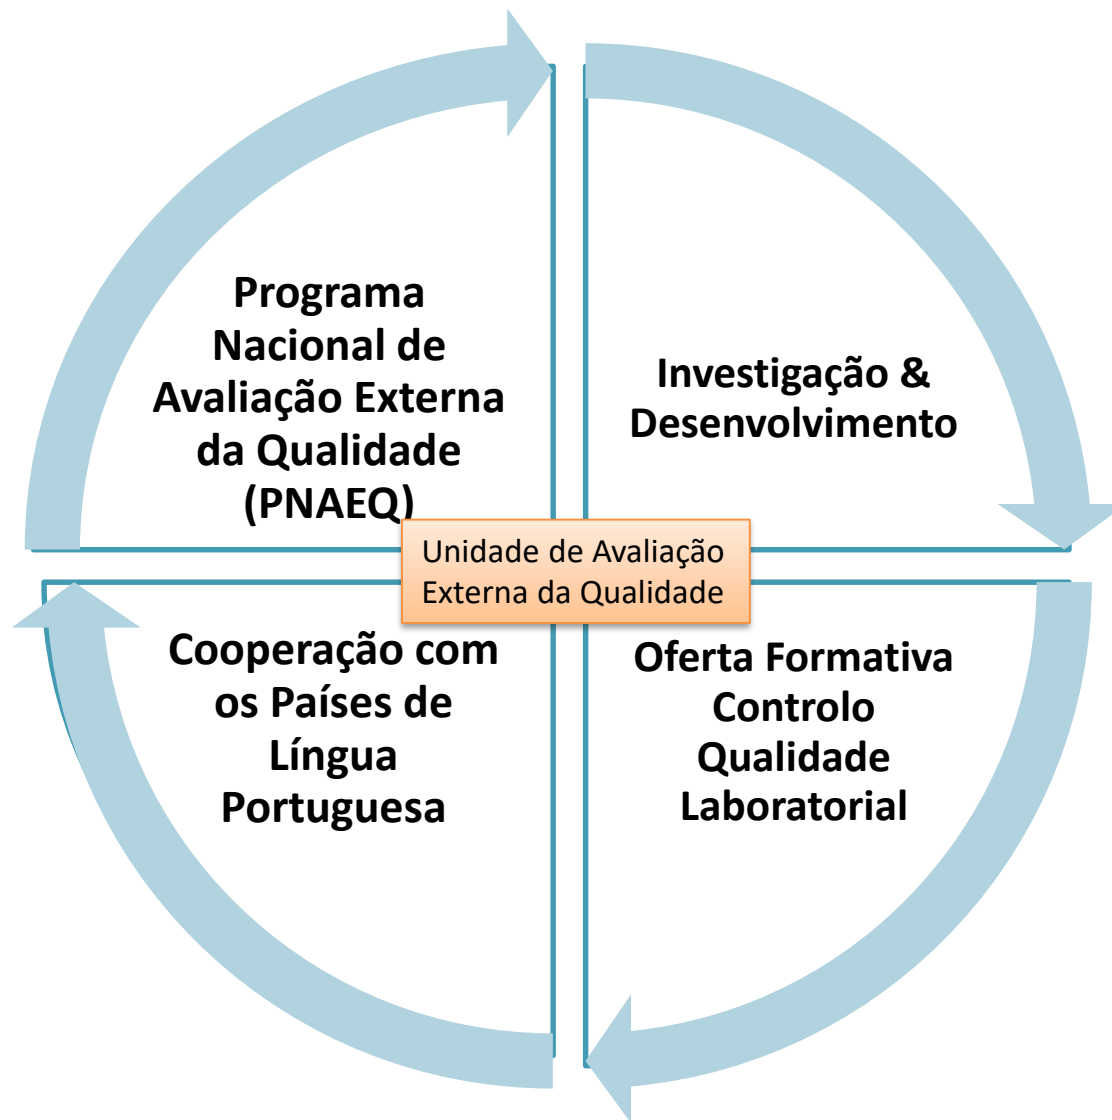 Programa
Nacional de
Avaliação Externa
da Qualidade
(PNAEQ)
Investigação &
Desenvolvimento
Unidade de Avaliação
Externa da Qualidade
Cooperação com
os Países de
Língua
Portuguesa
Oferta Formativa
Controlo
Qualidade
Laboratorial